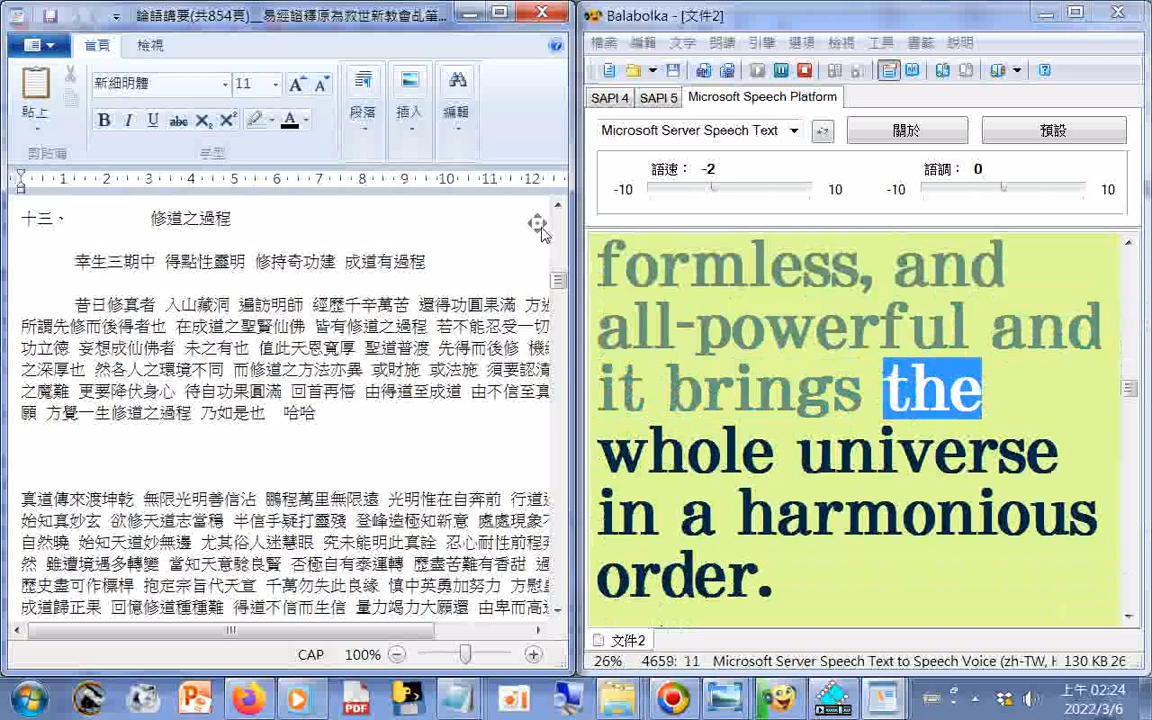 論語講要(共854頁)__易經證釋原為救世新教會乩筆...
首頁
檢視
貼上
新細明體
11
段落
插入
編輯
剪貼簿
字型
1 2 3 4 5 6 7 8 9 10 11 12
十三、 修道之過程
幸生三期中 得點性靈明 修持奇功建 成道有過程
昔日修真者 入山藏洞 遍訪明師 經歷千辛萬苦 還得功圓果滿 方
所謂先修而後得者也 在成道之聖賢仙佛 皆有修道之過程 若不能忍受一切
功立德 妄想成仙佛者 未之有也 值此天恩寬厚 聖道普渡 先得而後修 機
之深厚也 然各人之環境不同 而修道之方法亦異 或財施 或法施 須要認清
之魔難 更要降伏身心 待自功果圓滿 回首再悟 由得道至成道 由不信至真
願 方覺一生修道之過程 乃如是也 哈哈
真道傳來渡坤乾 無限光明善信沾 鵬程萬里無限遠 光明惟在自奔前 行道
始知真妙玄 欲修天道志當穩 半信半疑打靈殘 登峰造極知新意 處處現象
自然曉 始知天道妙無邊 尤其俗人迷慧眼 究未能明此真詮 忍心耐性前程
然 雖遭境遇多轉變 當知天意驗良賢 否極自有泰運轉 歷盡苦難有香甜 過
歷史盡可作標桿 抱定宗旨代天宣 千萬勿失此良緣 慎中英勇加努力 方慰
成道歸正果 回憶修道種種難 得道不信而生信 量力竭力大願還 由卑而高
CAP 100%
Balabolka - [文件2]
檔案 編輯 文字 朗讀 引擎 選項 檢視 工具 書籤 說明
SAPI 4 SAPI 5 Microsoft Speech Platform
Microsoft Server Speech Text
關於
預設
語速： -2
語調： 0
-10 10
-10 10
formless, and
all-powerful and
it brings the
whole universe
in a harmonious
order.
文件2
26% 4659: 11 Microsoft Server Speech Text to Speech Voice (zh-TW, H 130 KB 26
上午 02:24
2022/3/6